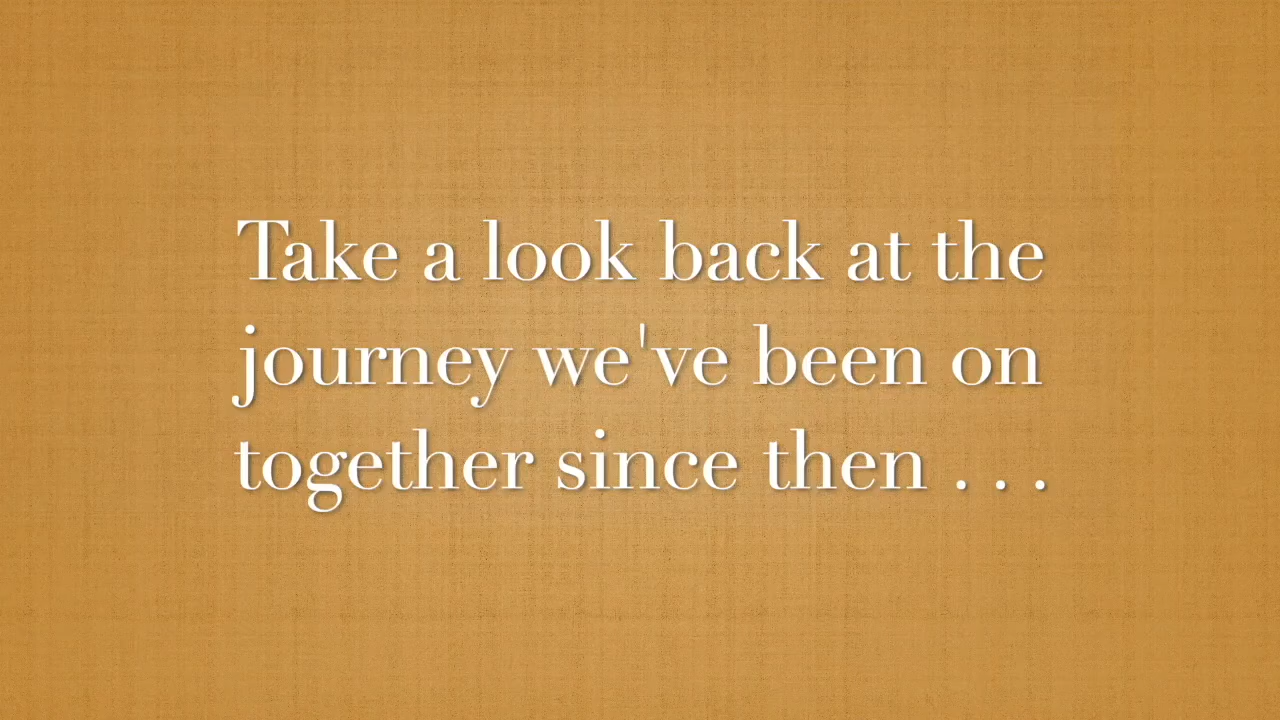 Take a look back at the
journey we've been on
together since then . . .